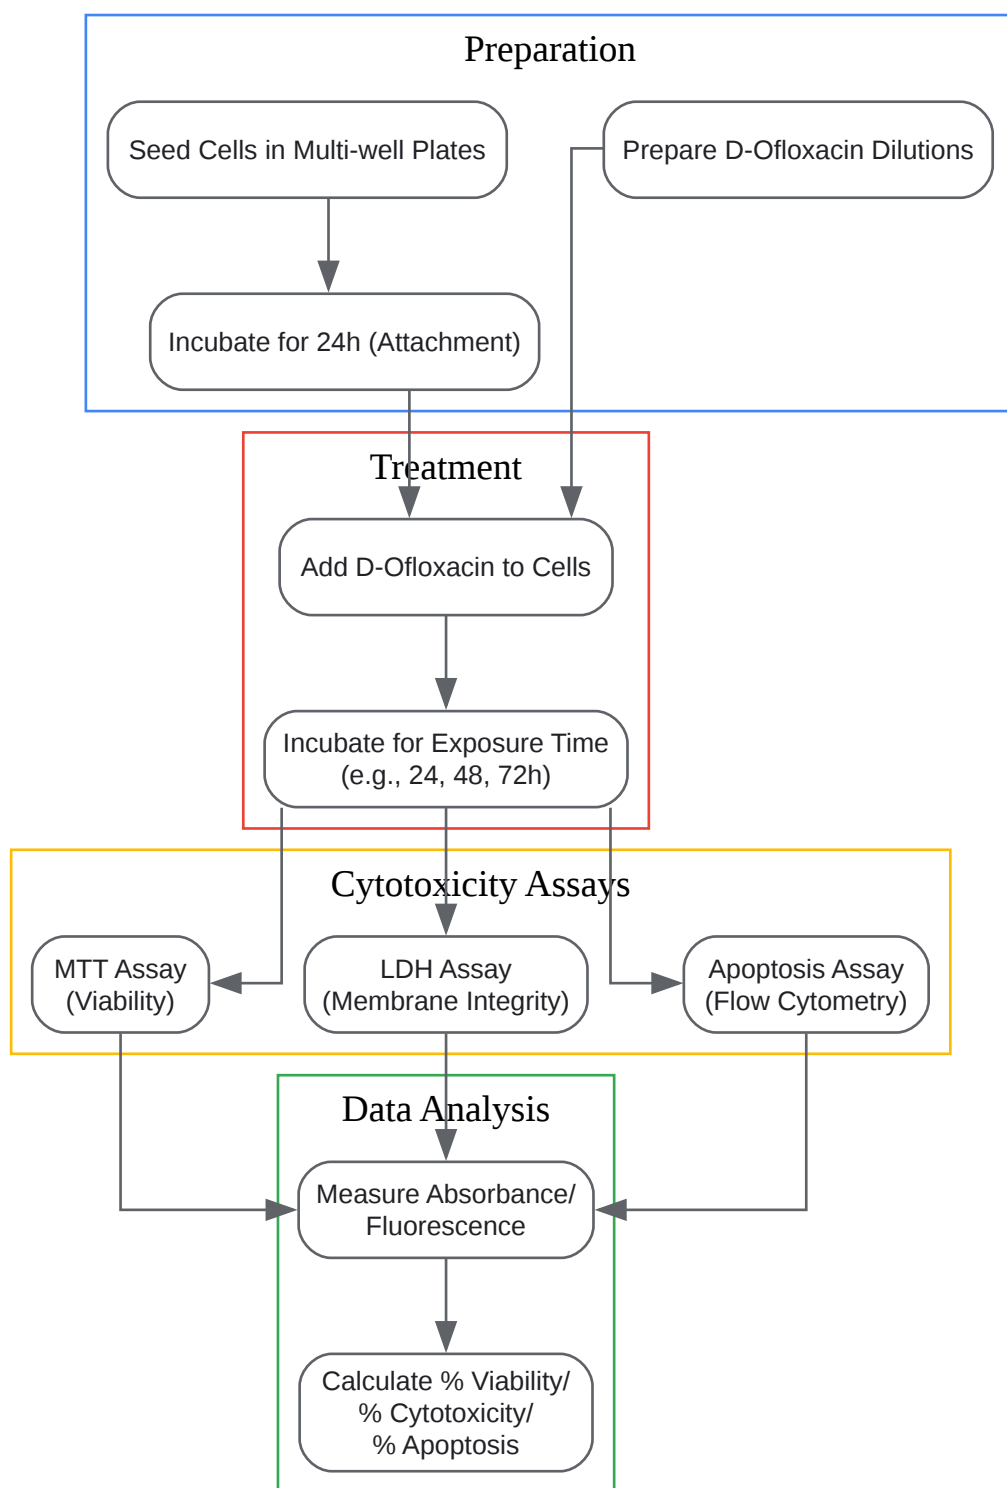 Preparation
Seed Cells in Multi-well Plates
Prepare D-Ofloxacin Dilutions
Incubate for 24h (Attachment)
Treatment
Add D-Ofloxacin to Cells
Incubate for Exposure Time
(e.g., 24, 48, 72h)
Cytotoxicity Assays
MTT Assay
(Viability)
LDH Assay
(Membrane Integrity)
Apoptosis Assay
(Flow Cytometry)
Data Analysis
Measure Absorbance/
Fluorescence
Calculate % Viability/
% Cytotoxicity/
% Apoptosis